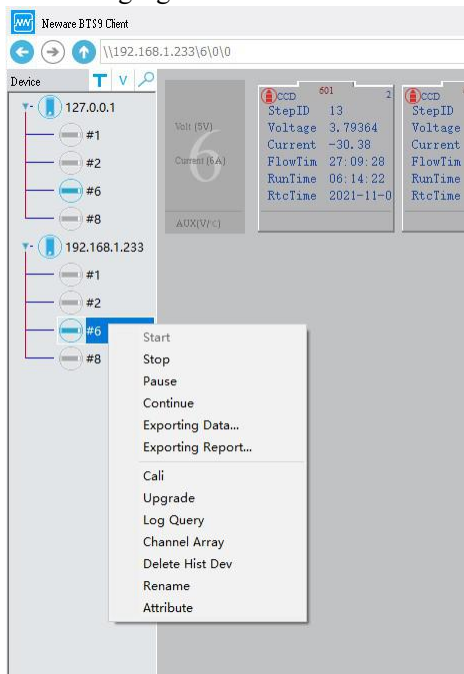 Neware BTS9 Client
\\192.168.1.233\6\0\0
Device T V
127.0.0.1
#1
#2
#6
#8
192.168.1.233
#1
#2
#6
#8
Start
Stop
Pause
Continue
Exporting Data...
Exporting Report...
Cali
Upgrade
Log Query
Channel Array
Delete Hist Dev
Rename
Attribute
6
Volt (5V)
Current (6A)
AUX(V/℃)
CCD 601 2
StepID 13
Voltage 3.79364
Current -30.38
FlowTim 27:09:28
RunTime 06:14:22
RtcTime 2021-11-0
CCD
StepID
Voltage
Current
FlowTim
RunTime
RtcTime